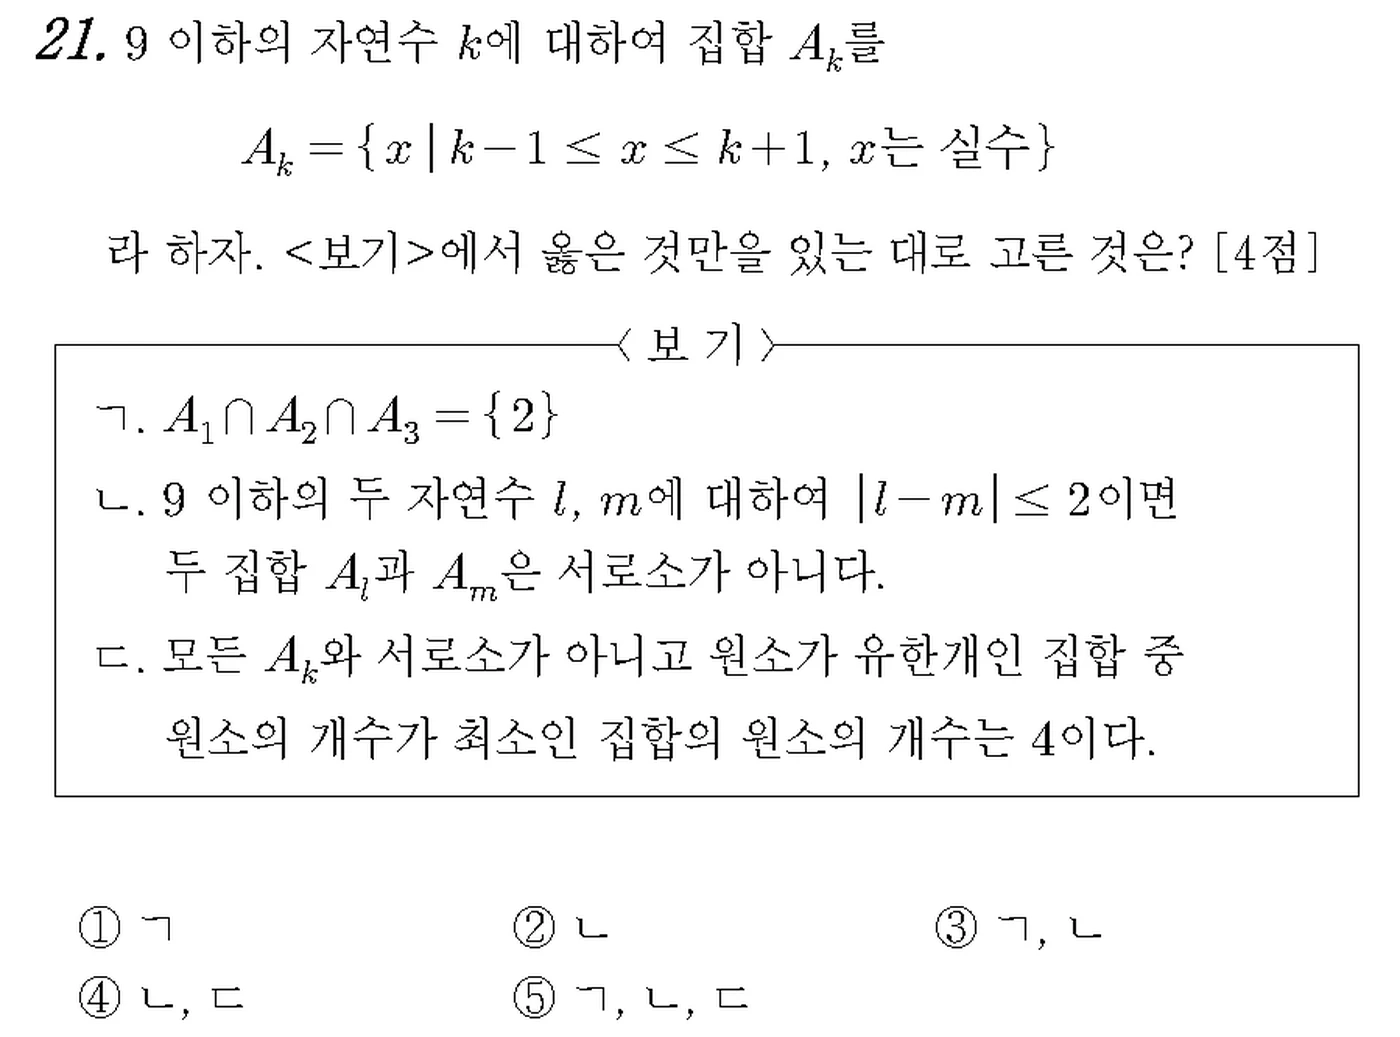 21. 9 이하의 자연수 k에 대하여 집합 A_k를
A_k = {x | k-1 ≤ x ≤ k+1, x는 실수}
라 하자. <보기>에서 옳은 것만을 있는 대로 고른 것은? [4점]
〈 보 기 〉
ㄱ. A_1∩A_2∩A_3 = {2}
ㄴ. 9 이하의 두 자연수 l, m에 대하여 |l-m| ≤ 2이면
두 집합 A_l과 A_m은 서로소가 아니다.
ㄷ. 모든 A_k와 서로소가 아니고 원소가 유한개인 집합 중
원소의 개수가 최소인 집합의 원소의 개수는 4이다.
① ㄱ ② ㄴ ③ ㄱ, ㄴ
④ ㄴ, ㄷ ⑤ ㄱ, ㄴ, ㄷ